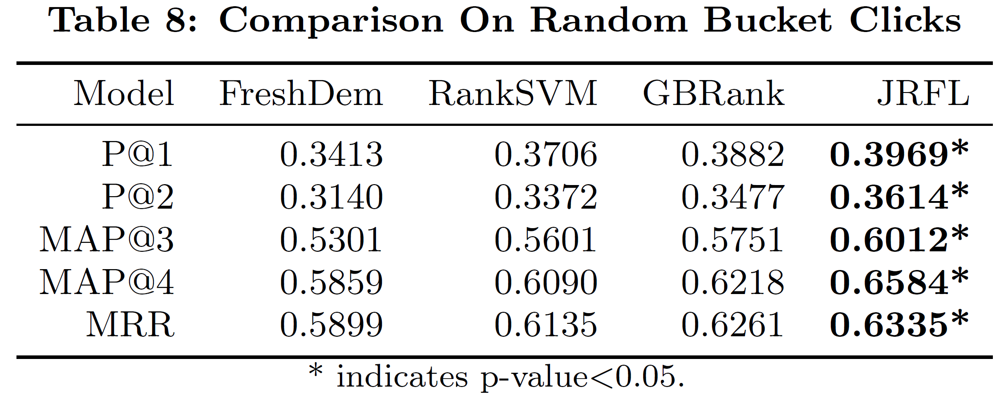 Table 8: Comparison On Random Bucket Clicks
Model FreshDem RankSVM GBRank JRFL
P@1 0.3413 0.3706 0.3882 0.3969*
P@2 0.3140 0.3372 0.3477 0.3614*
MAP@3 0.5301 0.5601 0.5751 0.6012*
MAP@4 0.5859 0.6090 0.6218 0.6584*
MRR 0.5899 0.6135 0.6261 0.6335*
* indicates p-value<0.05.